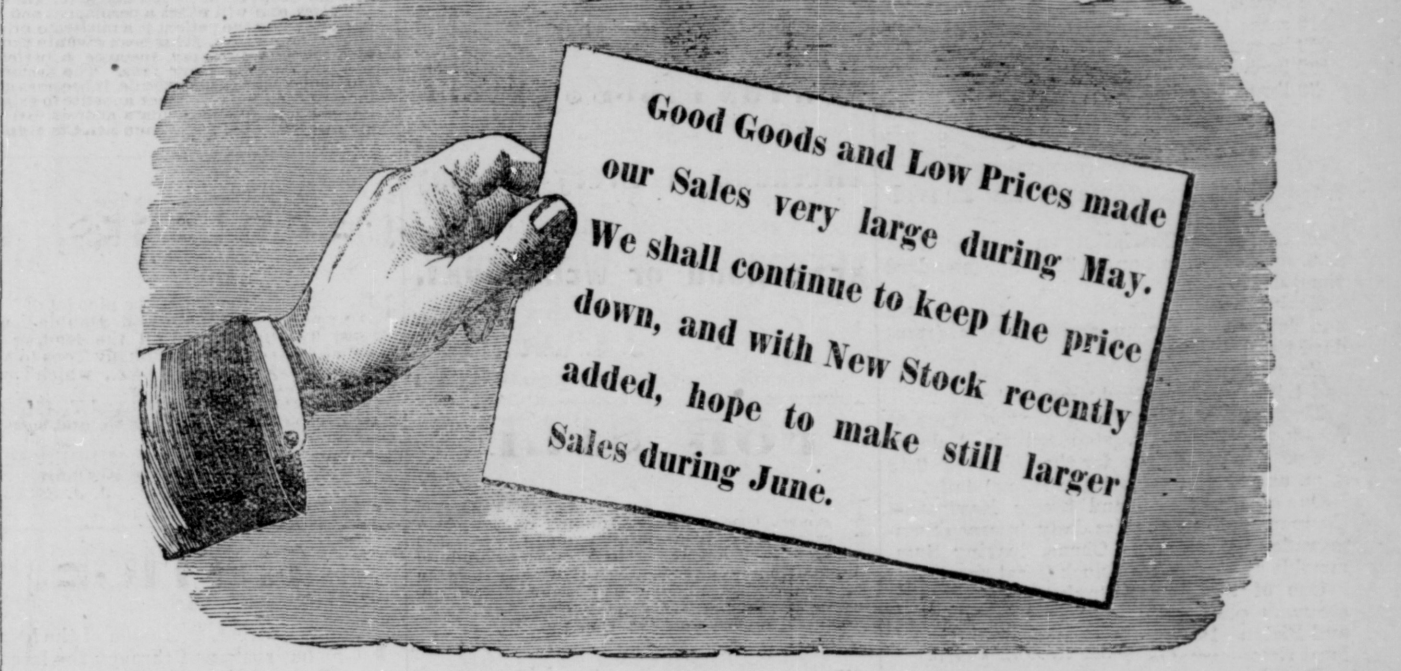 Good Goods and Low Prices made
our Sales very large during May.
We shall continue to keep the price
down, and with New Stock recently
added, hope to make still larger
Sales during June.